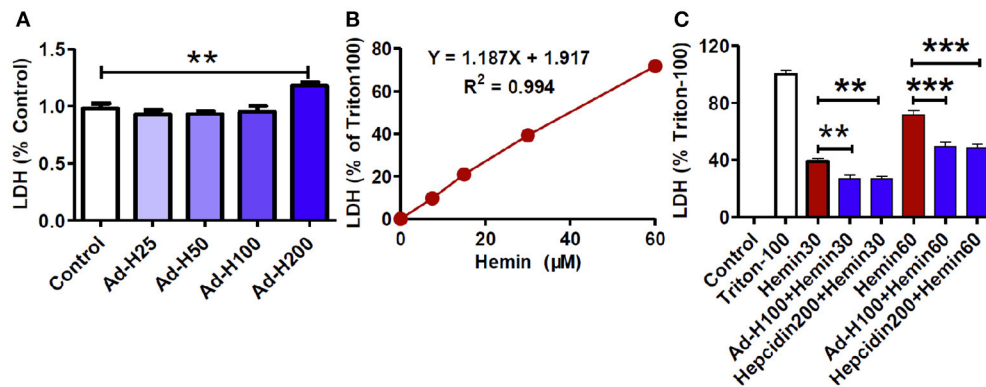 A
LDH (% Control)
1.5
1.0
0.5
0.0
**
Control
Ad-H25
Ad-H50
Ad-H100
Ad-H200
B
LDH (% of Triton100)
80
60
40
20
0
Y = 1.187X + 1.917
R² = 0.994
0
20
40
60
Hemin (µM)
C
LDH (% Triton-100)
120
80
40
0
**
**
***
***
Control
Triton-100
Hemin30
Ad-H100+Hemin30
Hepcidin200+Hemin30
Hemin60
Ad-H100+Hemin60
Hepcidin200+Hemin60